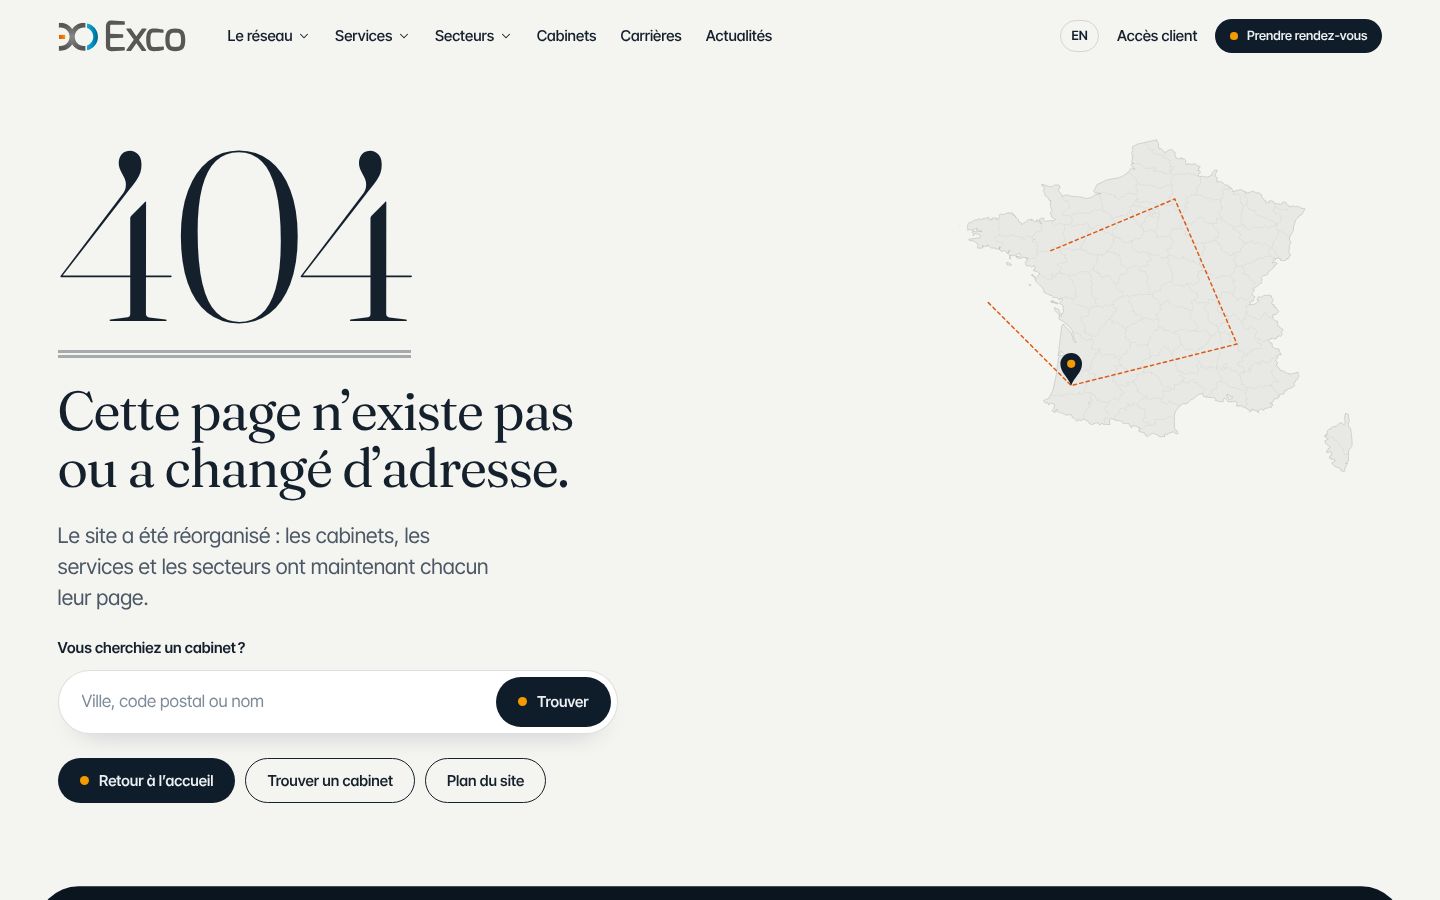 Exco
Le réseau
Services
Secteurs
Cabinets
Carrières
Actualités
EN
Accès client
Prendre rendez-vous
404
Cette page n’existe pas
ou a changé d’adresse.
Le site a été réorganisé : les cabinets, les
services et les secteurs ont maintenant chacun
leur page.
Vous cherchiez un cabinet ?
Ville, code postal ou nom
Trouver
Retour à l’accueil
Trouver un cabinet
Plan du site